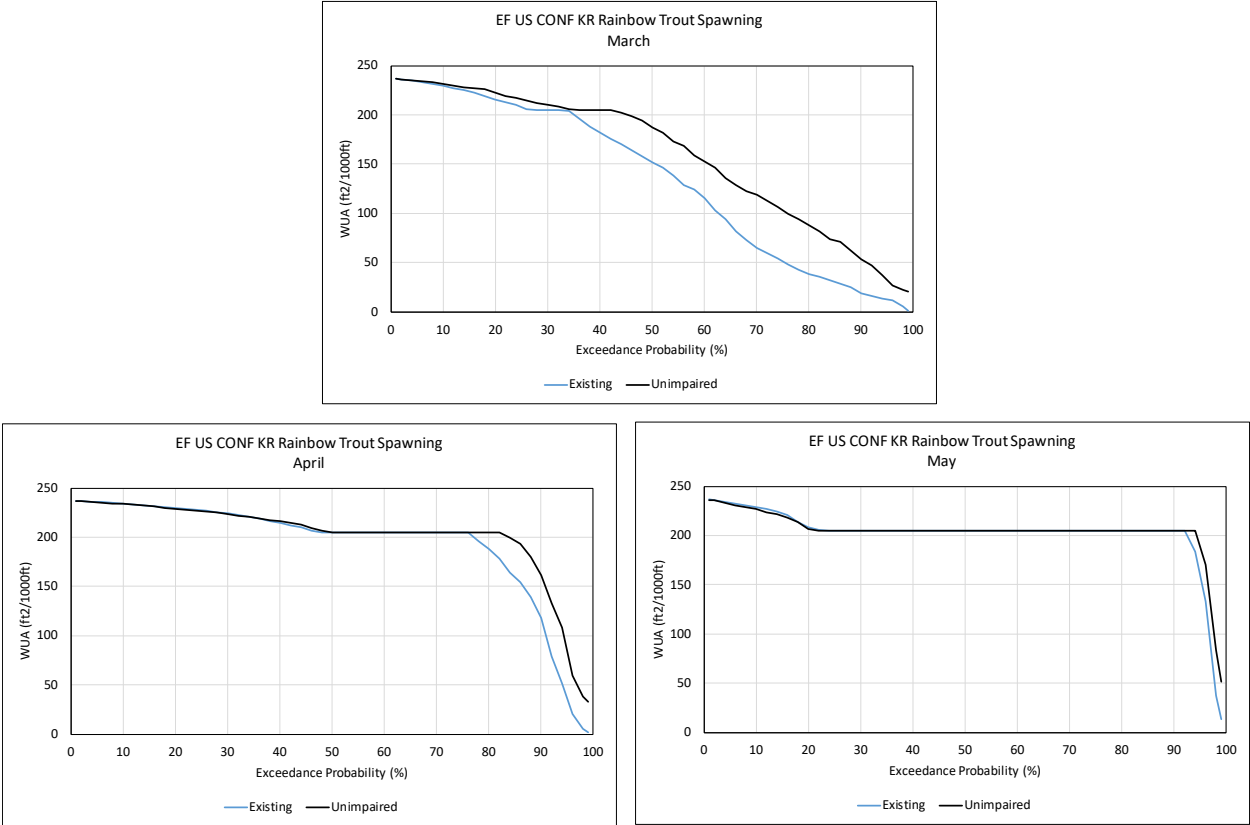 EF US CONF KR Rainbow Trout Spawning
March
250
200
150
100
50
0
WUA (ft2/1000ft)
0 10 20 30 40 50 60 70 80 90 100
Exceedance Probability (%)
Existing Unimpaired
EF US CONF KR Rainbow Trout Spawning
April
250
200
150
100
50
0
WUA (ft2/1000ft)
0 10 20 30 40 50 60 70 80 90 100
Exceedance Probability (%)
Existing Unimpaired
EF US CONF KR Rainbow Trout Spawning
May
250
200
150
100
50
0
WUA (ft2/1000ft)
0 10 20 30 40 50 60 70 80 90 100
Exceedance Probability (%)
Existing Unimpaired